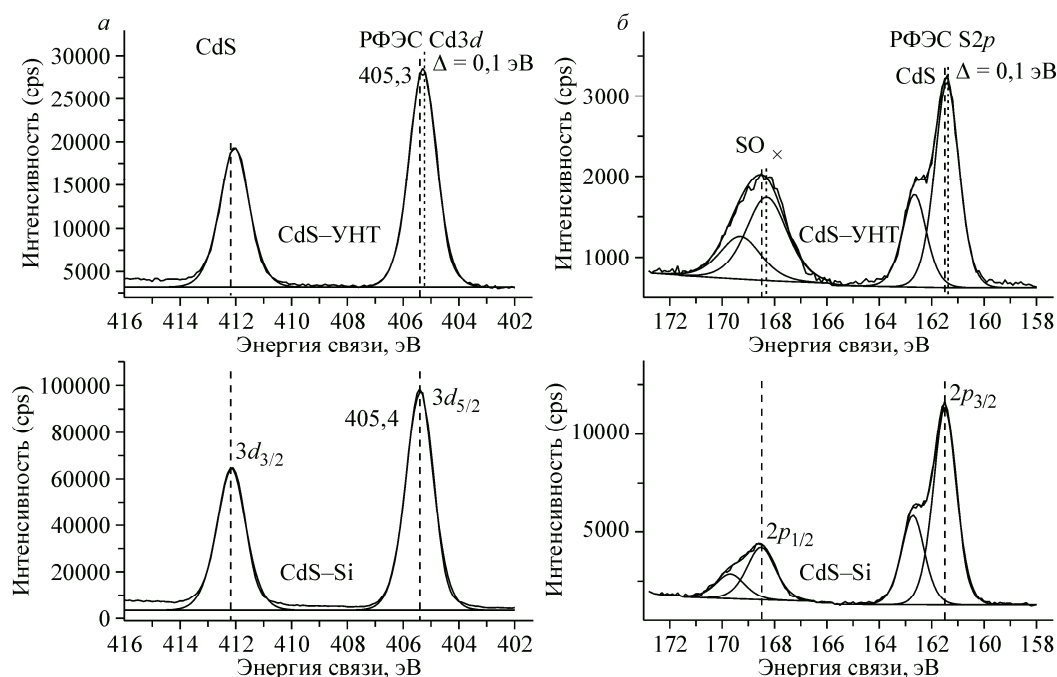 а
CdS
РФЭС Cd3d
405,3
Δ = 0,1 эВ
CdS–УНТ
Интенсивность (cps)
30000
25000
20000
15000
10000
5000
416 414 412 410 408 406 404 402
Энергия связи, эВ
б
РФЭС S2p
CdS
Δ = 0,1 эВ
SO×
CdS–УНТ
Интенсивность (cps)
3000
2000
1000
172 170 168 166 164 162 160 158
Энергия связи, эВ
3d5/2
405,4
3d3/2
CdS–Si
Интенсивность (cps)
100000
80000
60000
40000
20000
0
416 414 412 410 408 406 404 402
Энергия связи, эВ
2p3/2
2p1/2
CdS–Si
Интенсивность (cps)
10000
5000
172 170 168 166 164 162 160 158
Энергия связи, эВ